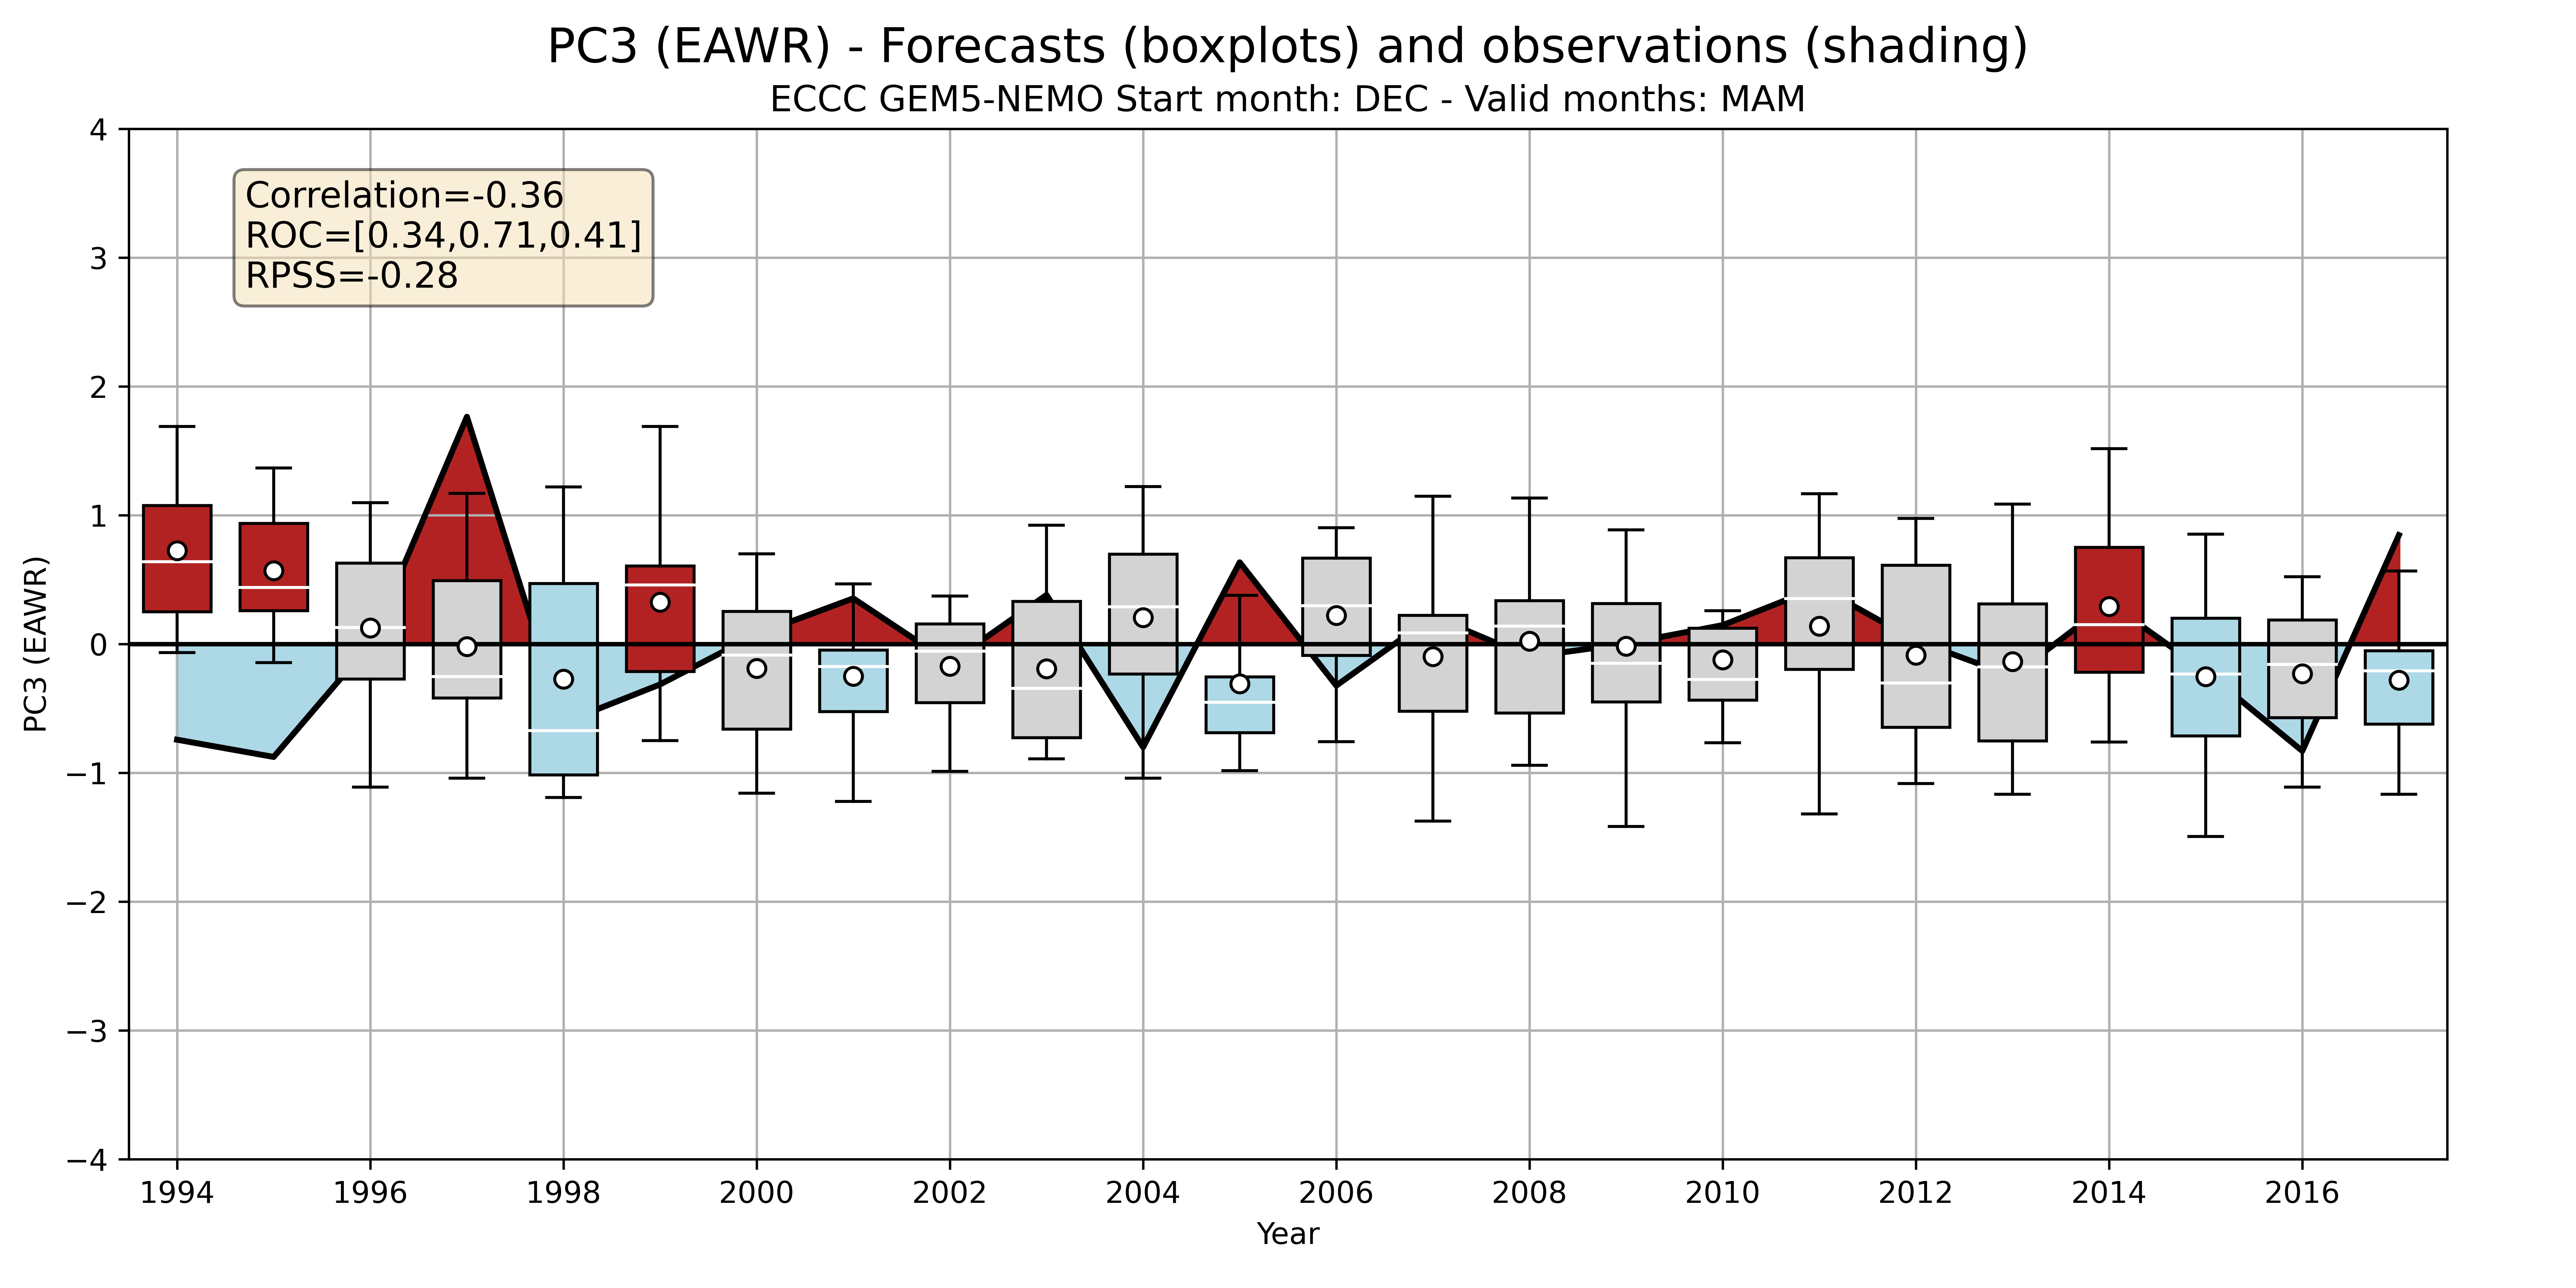 PC3 (EAWR) - Forecasts (boxplots) and observations (shading)
ECCC GEM5-NEMO Start month: DEC - Valid months: MAM
Correlation=-0.36
ROC=[0.34,0.71,0.41]
RPSS=-0.28
PC3 (EAWR)
4
3
2
1
0
−1
−2
−3
−4
1994 1996 1998 2000 2002 2004 2006 2008 2010 2012 2014 2016
Year